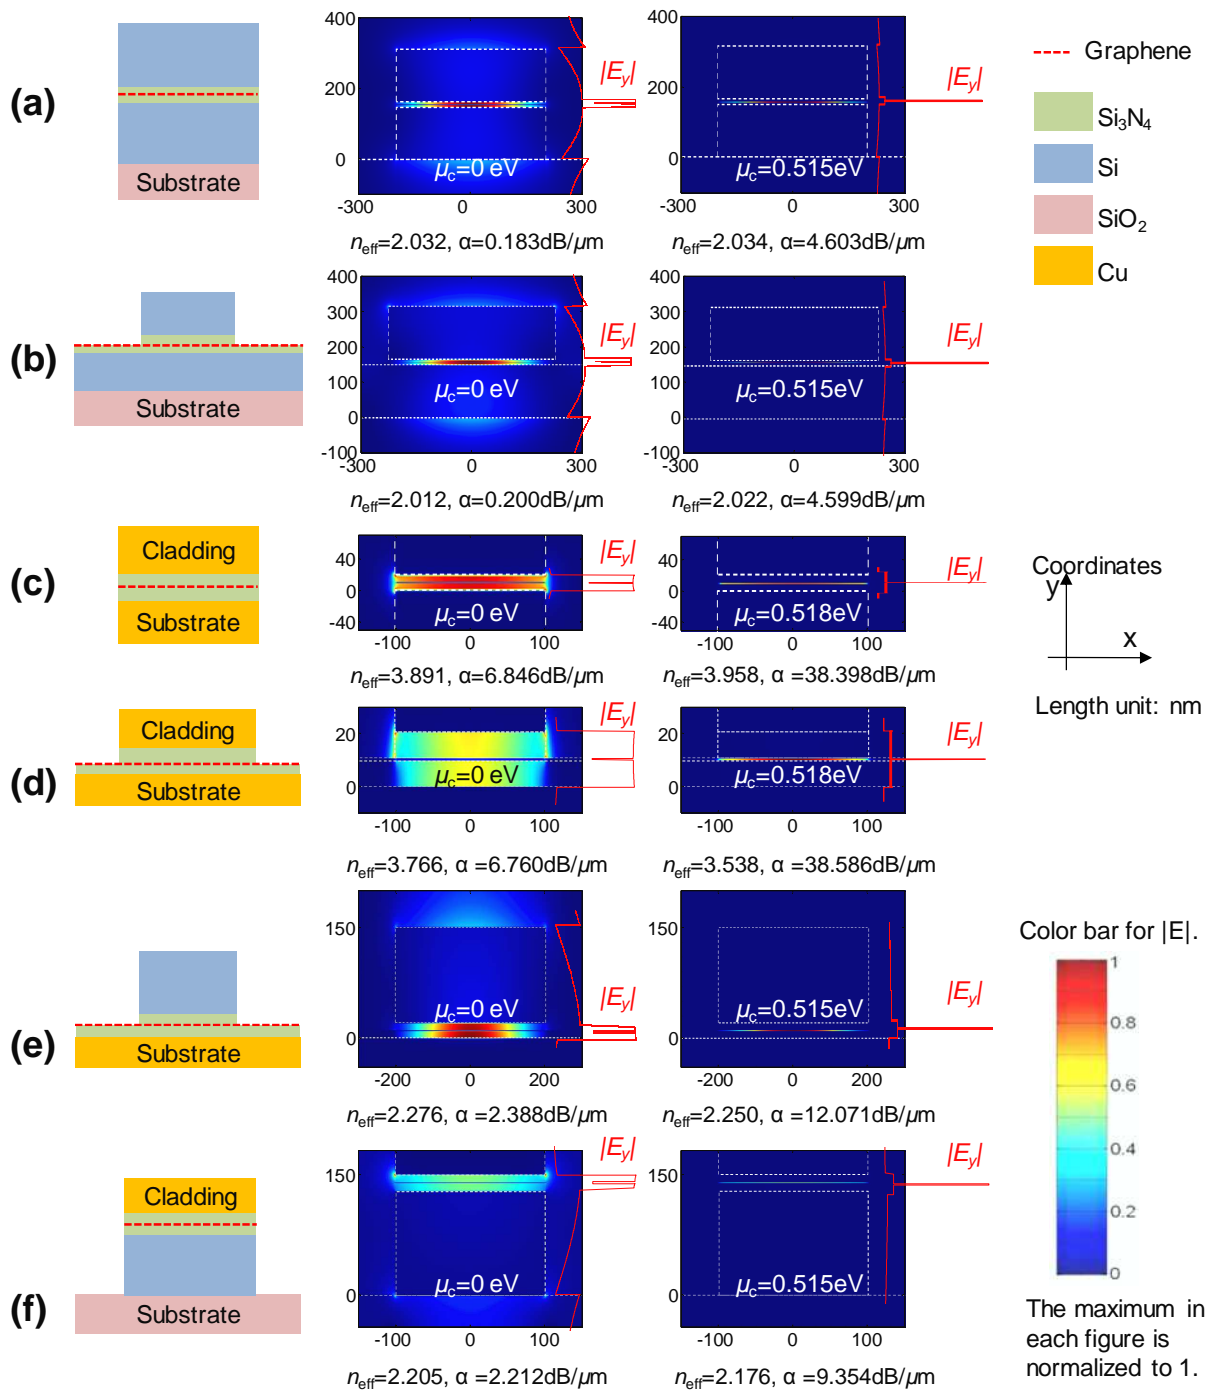 (a)
Substrate
400
200
0
-300
0
300
μc=0 eV
|Ey|
neff=2.032, α=0.183dB/μm
400
200
0
-300
0
300
μc=0.515eV
|Ey|
neff=2.034, α=4.603dB/μm
Graphene
Si3N4
Si
SiO2
Cu
(b)
Substrate
400
300
200
100
0
-100
-300
0
300
μc=0 eV
|Ey|
neff=2.012, α=0.200dB/μm
400
300
200
100
0
-100
-300
0
300
μc=0.515eV
|Ey|
neff=2.022, α=4.599dB/μm
(c)
Cladding
Substrate
40
0
-40
-100
0
100
μc=0 eV
|Ey|
neff=3.891, α=6.846dB/μm
40
0
-40
-100
0
100
μc=0.518eV
|Ey|
neff=3.958, α =38.398dB/μm
Coordinates
y
x
Length unit: nm
(d)
Cladding
Substrate
20
0
-100
0
100
μc=0 eV
|Ey|
neff=3.766, α =6.760dB/μm
20
0
-100
0
100
μc=0.518eV
|Ey|
neff=3.538, α =38.586dB/μm
(e)
Substrate
150
0
-200
0
200
μc=0 eV
|Ey|
neff=2.276, α =2.388dB/μm
150
0
-200
0
200
μc=0.515eV
|Ey|
neff=2.250, α =12.071dB/μm
Color bar for |E|.
1
0.8
0.6
0.4
0.2
0
The maximum in
each figure is
normalized to 1.
(f)
Cladding
Substrate
150
0
-100
0
100
μc=0 eV
|Ey|
neff=2.205, α =2.212dB/μm
150
0
-100
0
100
μc=0.515eV
|Ey|
neff=2.176, α =9.354dB/μm